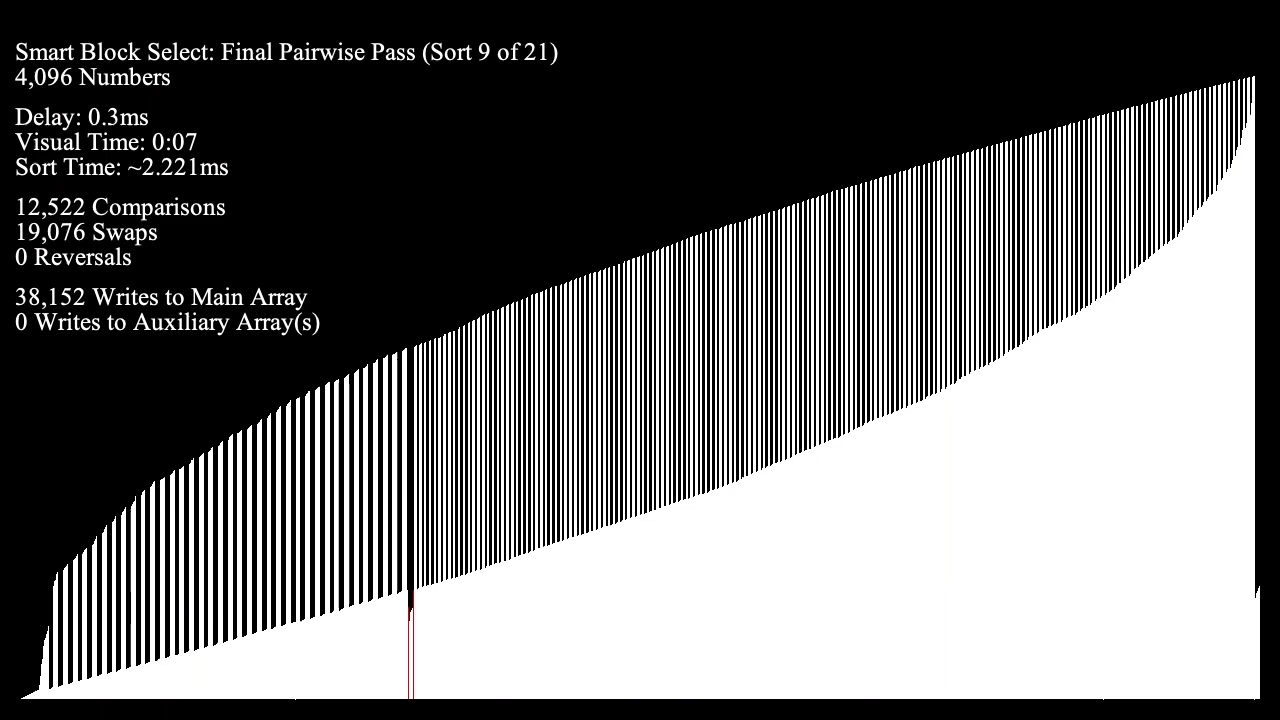 Smart Block Select: Final Pairwise Pass (Sort 9 of 21)
4,096 Numbers
Delay: 0.3ms
Visual Time: 0:07
Sort Time: ~2.221ms
12,522 Comparisons
19,076 Swaps
0 Reversals
38,152 Writes to Main Array
0 Writes to Auxiliary Array(s)